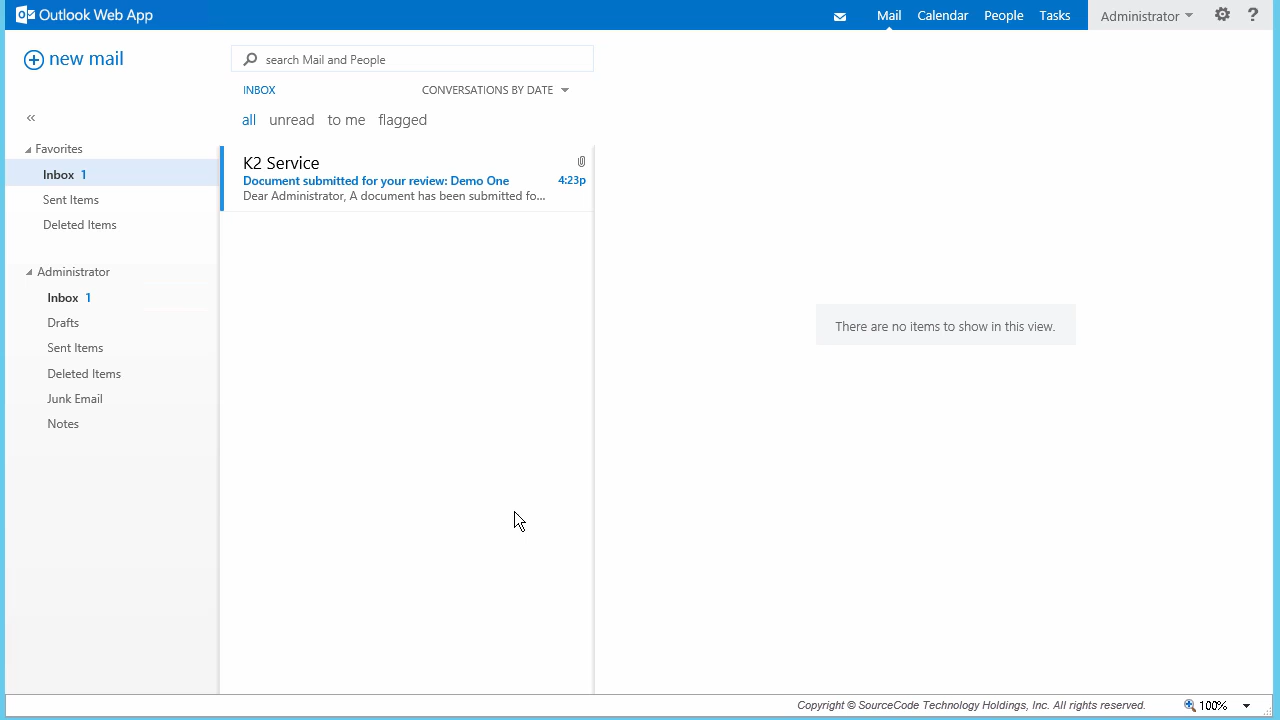 Outlook Web App
Mail Calendar People Tasks Administrator ?
new mail
search Mail and People
INBOX CONVERSATIONS BY DATE
all unread to me flagged
«
Favorites
Inbox 1
Sent Items
Deleted Items
Administrator
Inbox 1
Drafts
Sent Items
Deleted Items
Junk Email
Notes
K2 Service
Document submitted for your review: Demo One 4:23p
Dear Administrator, A document has been submitted fo...
There are no items to show in this view.
Copyright © SourceCode Technology Holdings, Inc. All rights reserved.
100%